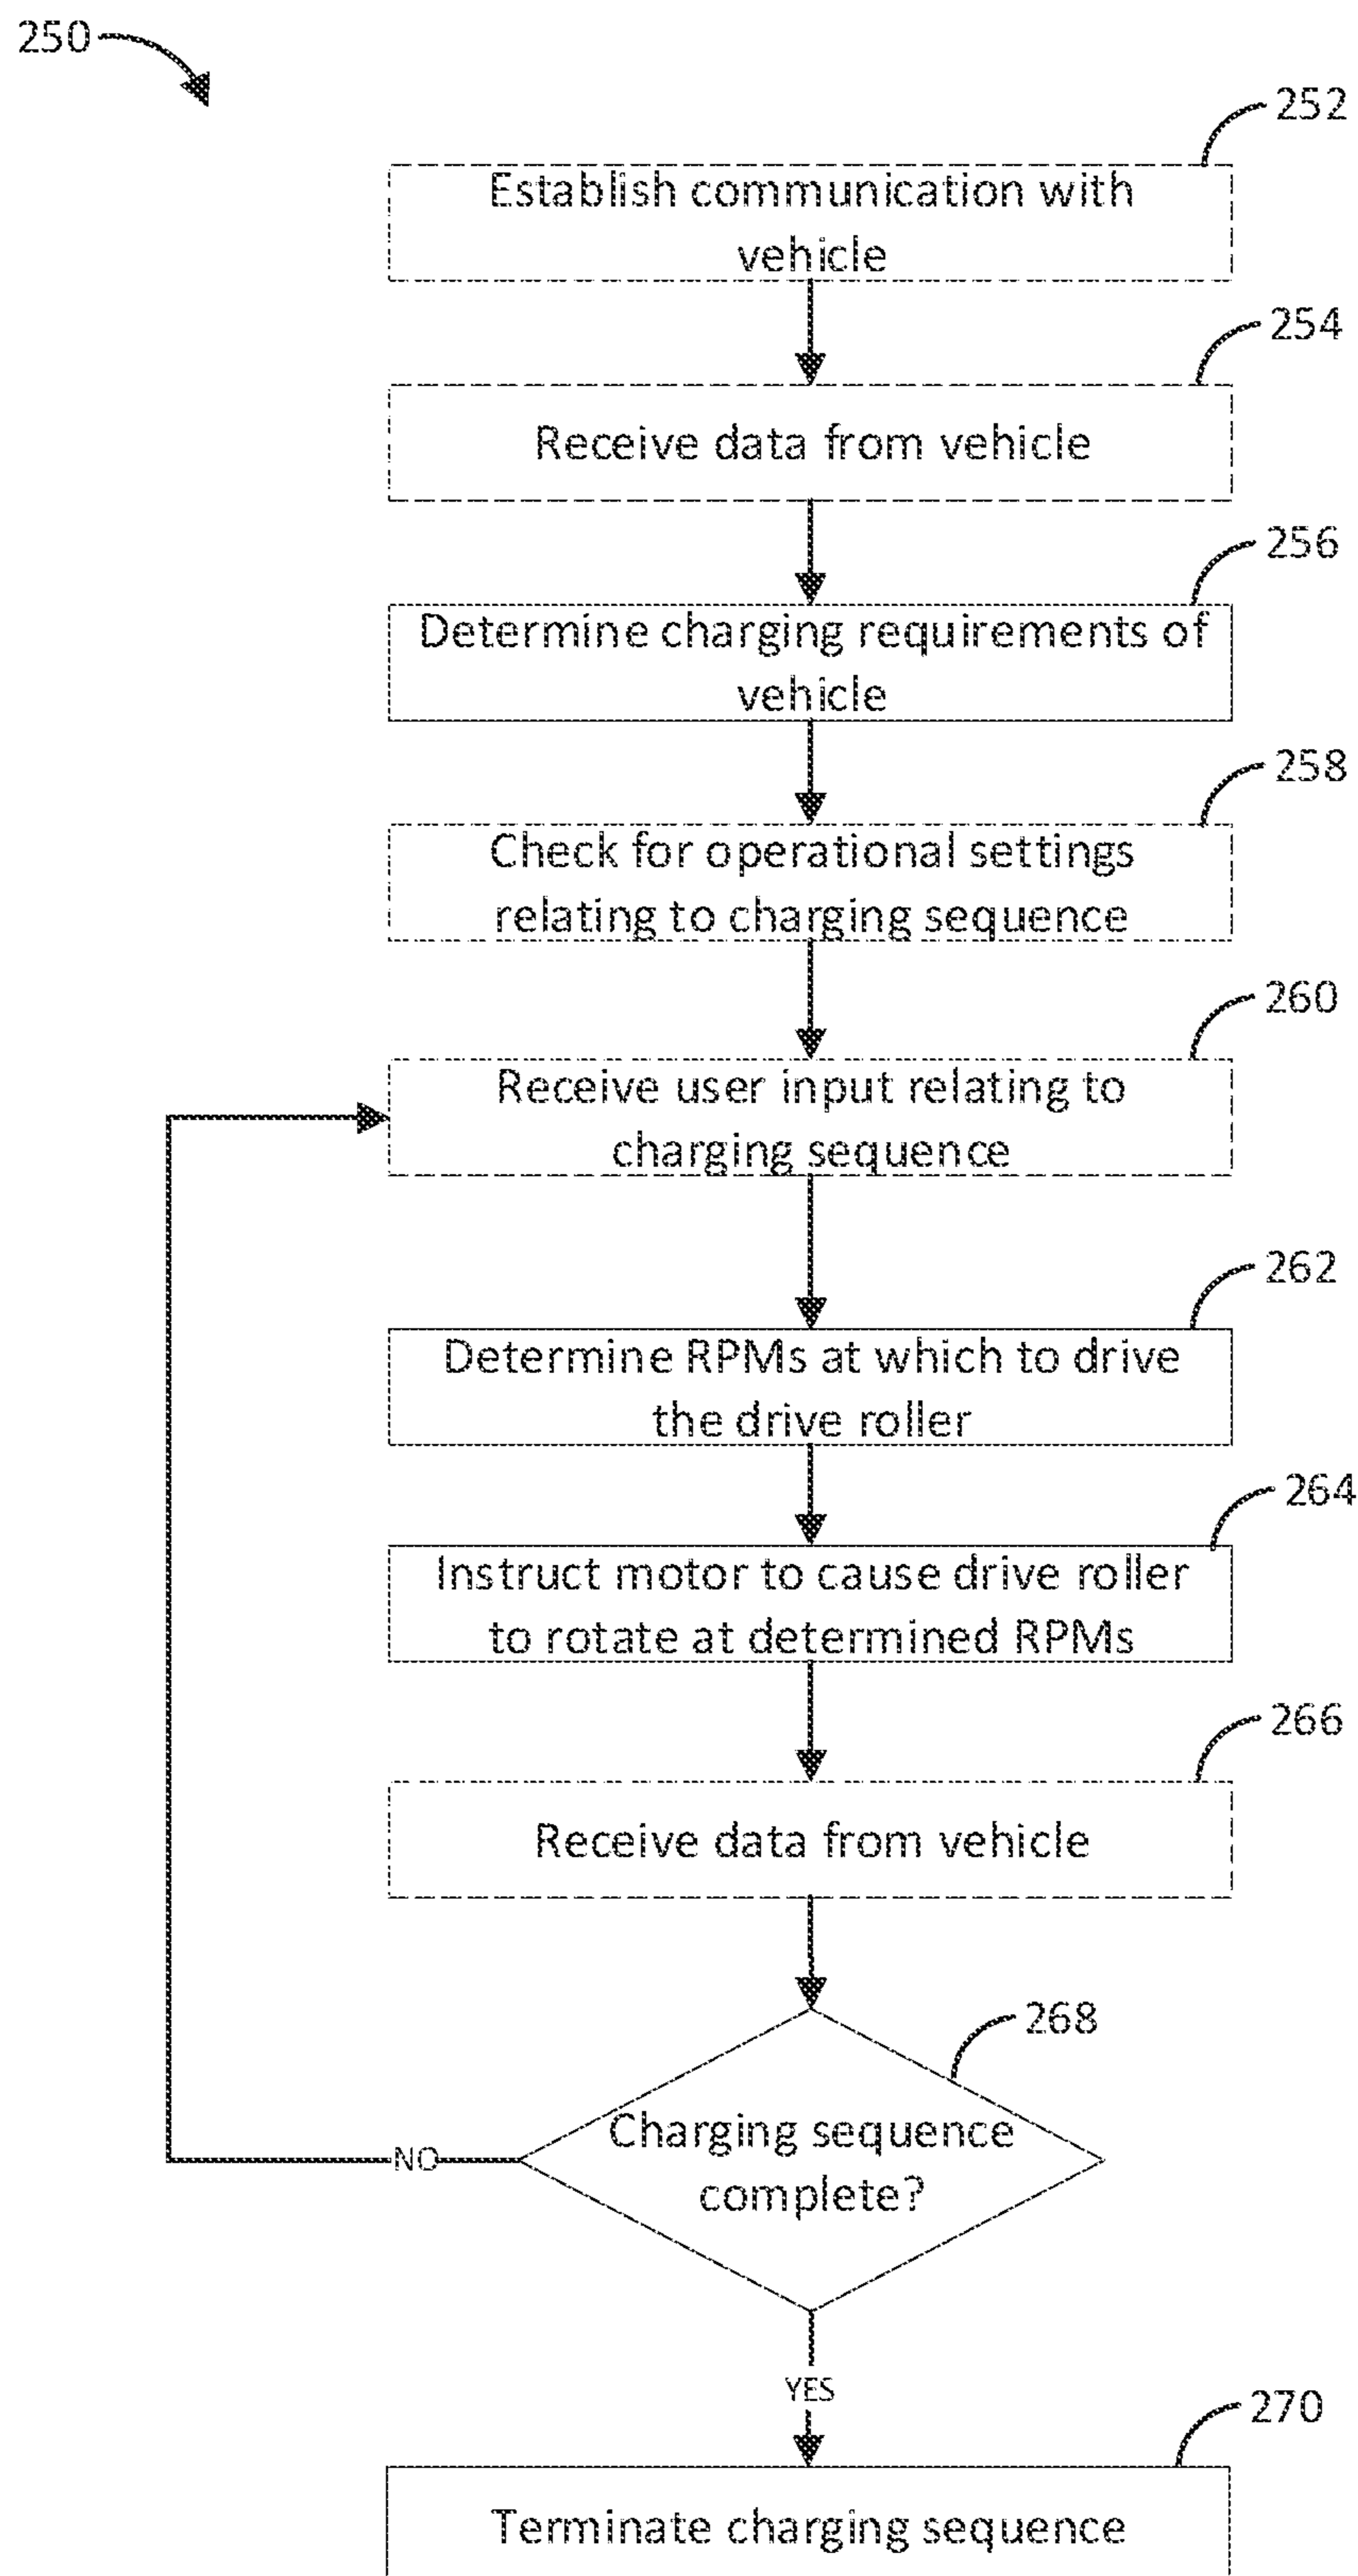 250
252
Establish communication with
vehicle
254
Receive data from vehicle
256
Determine charging requirements of
vehicle
258
Check for operational settings
relating to charging sequence
260
Receive user input relating to
charging sequence
262
Determine RPMs at which to drive
the drive roller
264
Instruct motor to cause drive roller
to rotate at determined RPMs
266
Receive data from vehicle
268
Charging sequence
complete?
NO
YES
270
Terminate charging sequence